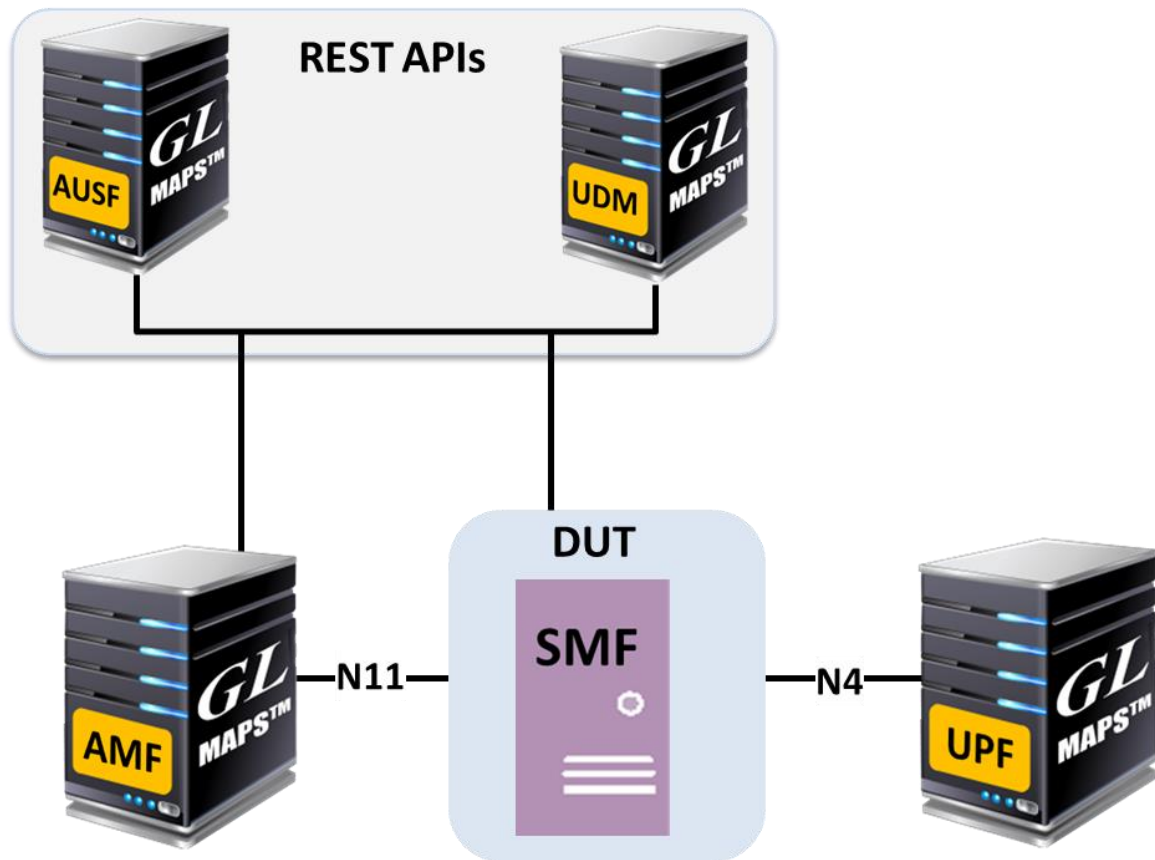 REST APIs
GL
MAPS™
AUSF
GL
MAPS™
UDM
DUT
SMF
N11
N4
GL
MAPS™
AMF
GL
MAPS™
UPF